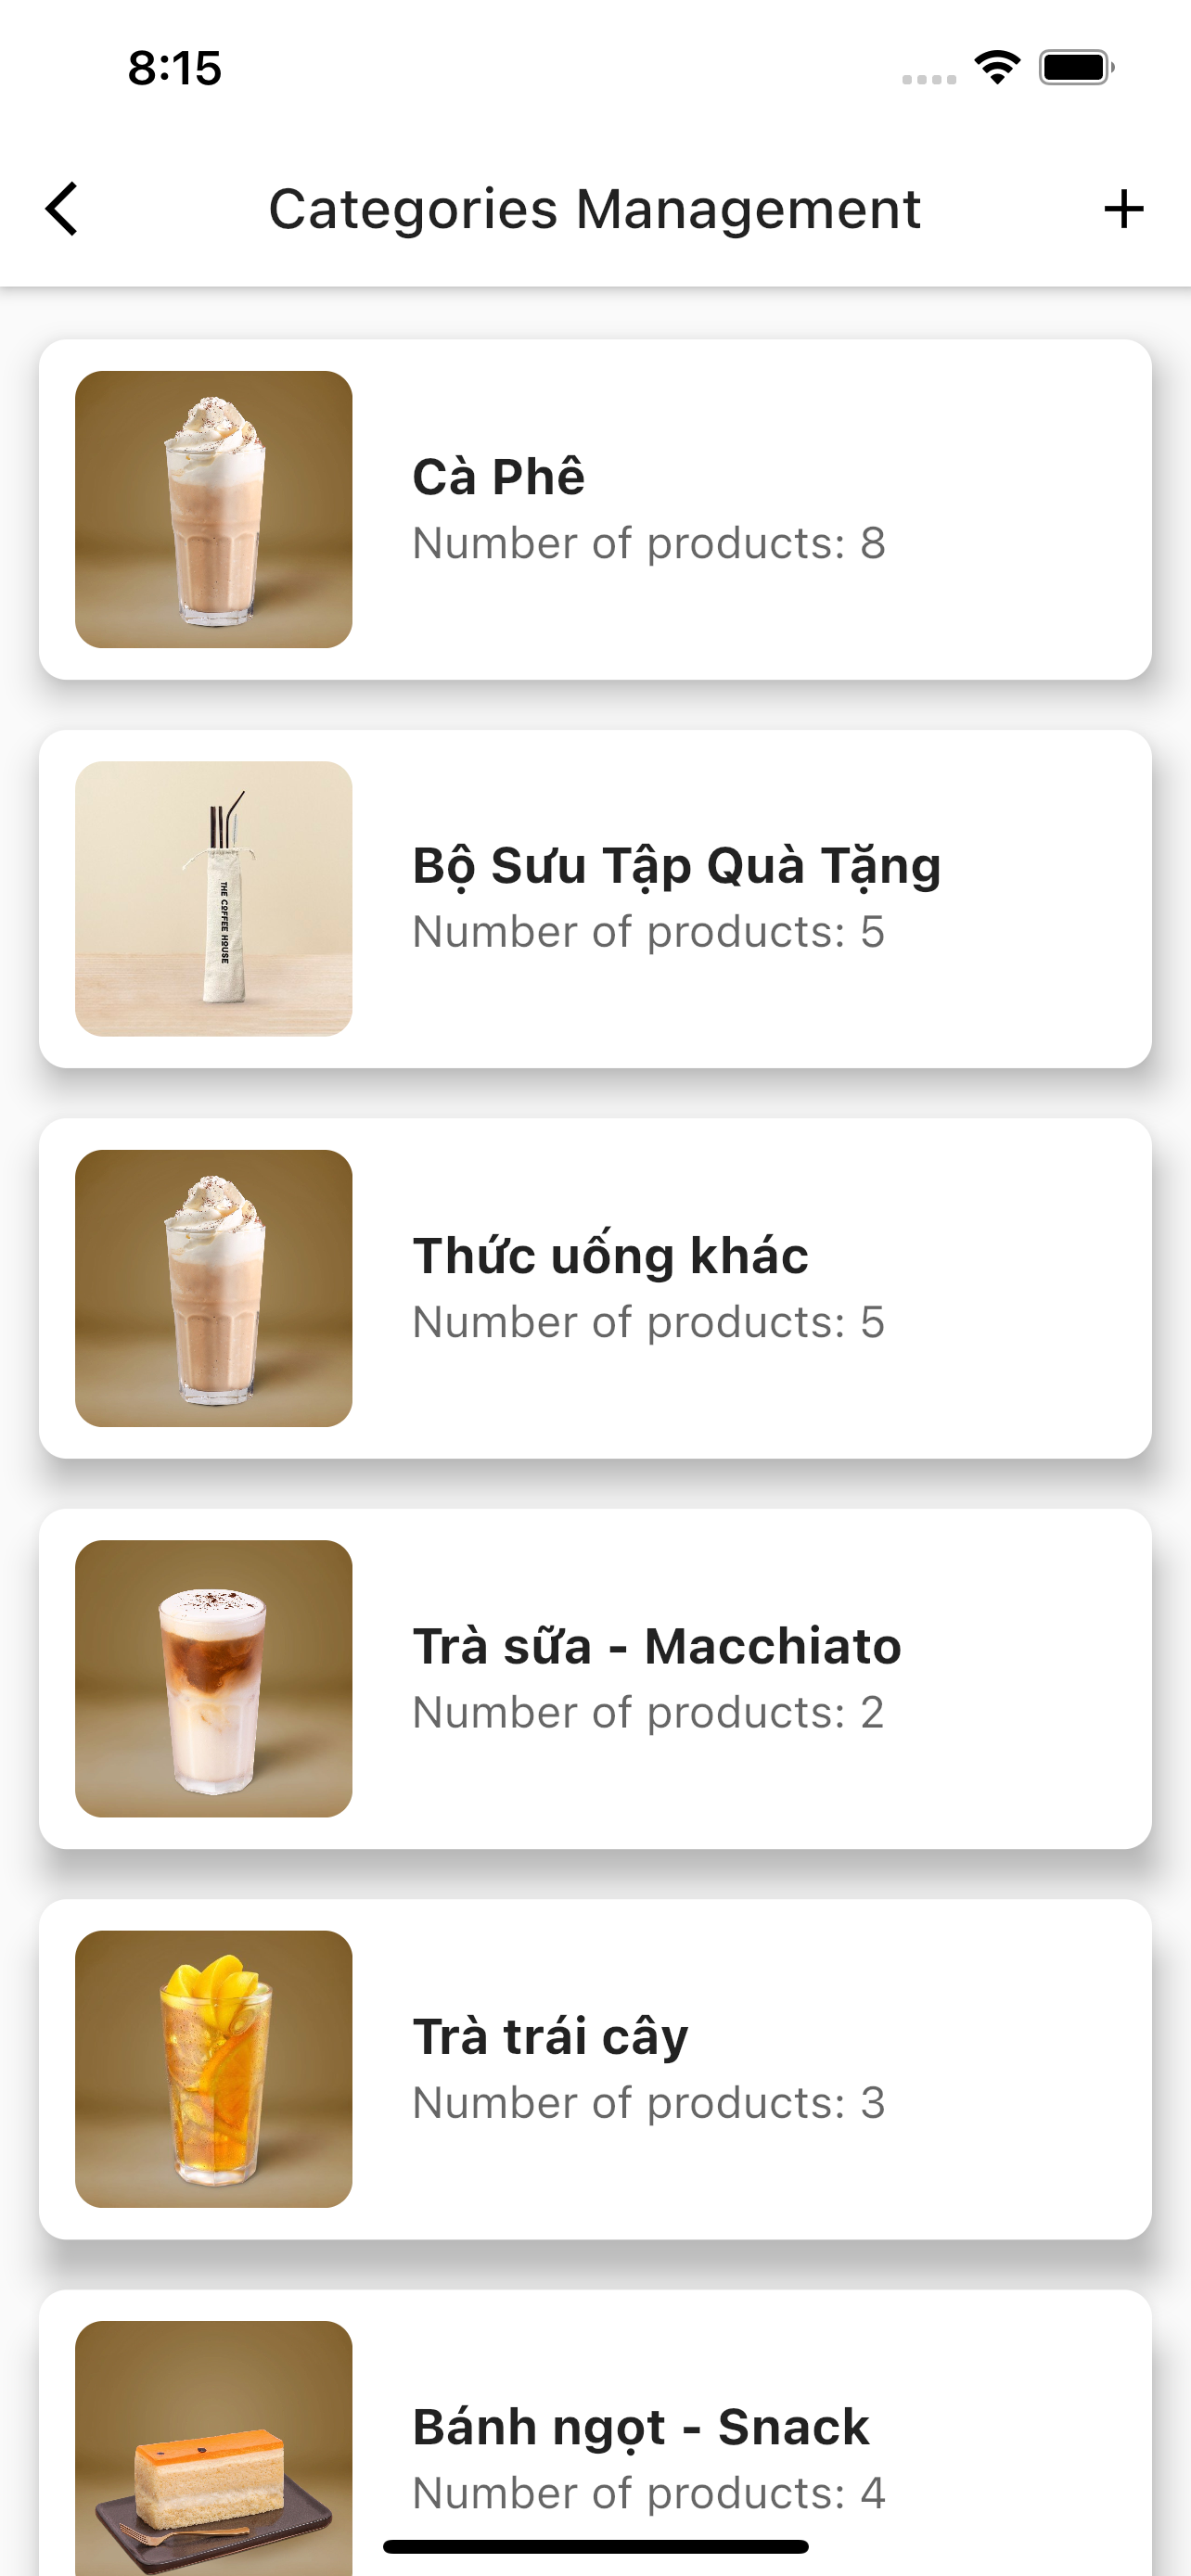 8:15
Categories Management
Cà Phê
Number of products: 8
THE COFFEE HOUSE
Bộ Sưu Tập Quà Tặng
Number of products: 5
Thức uống khác
Number of products: 5
Trà sữa - Macchiato
Number of products: 2
Trà trái cây
Number of products: 3
Bánh ngọt - Snack
Number of products: 4